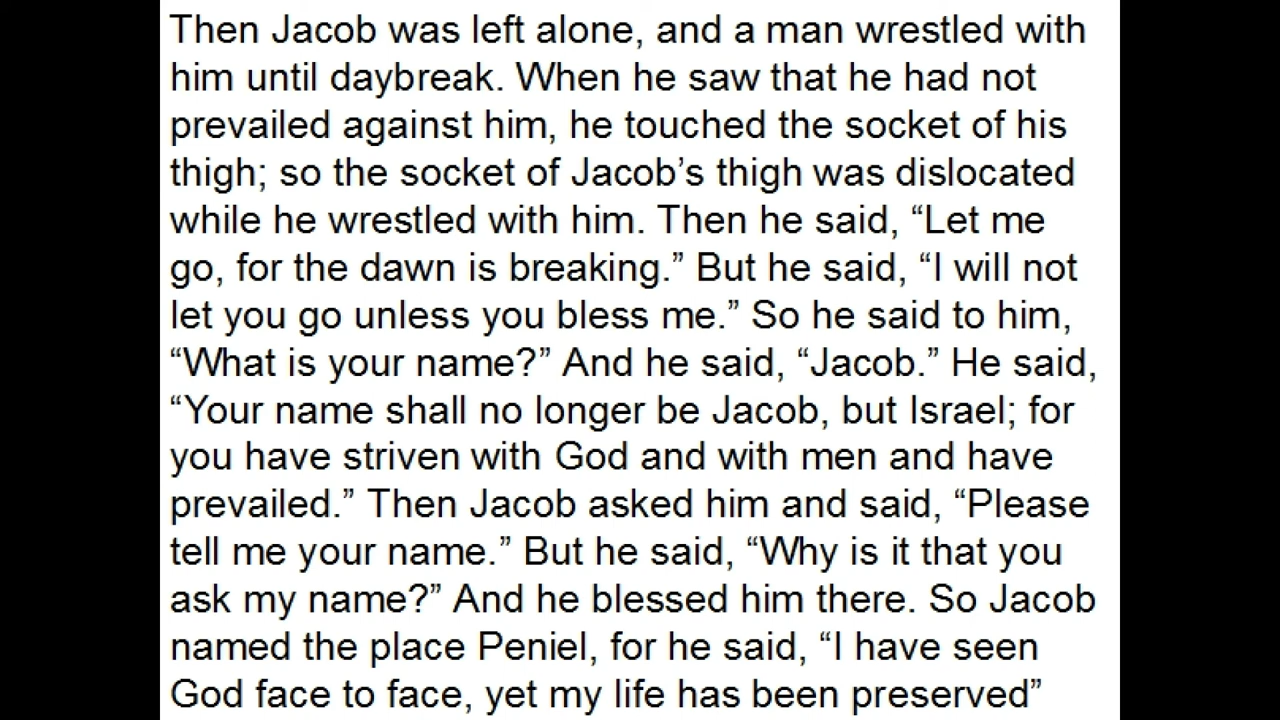 Then Jacob was left alone, and a man wrestled with
him until daybreak. When he saw that he had not
prevailed against him, he touched the socket of his
thigh; so the socket of Jacob’s thigh was dislocated
while he wrestled with him. Then he said, “Let me
go, for the dawn is breaking.” But he said, “I will not
let you go unless you bless me.” So he said to him,
“What is your name?” And he said, “Jacob.” He said,
“Your name shall no longer be Jacob, but Israel; for
you have striven with God and with men and have
prevailed.” Then Jacob asked him and said, “Please
tell me your name.” But he said, “Why is it that you
ask my name?” And he blessed him there. So Jacob
named the place Peniel, for he said, “I have seen
God face to face, yet my life has been preserved”